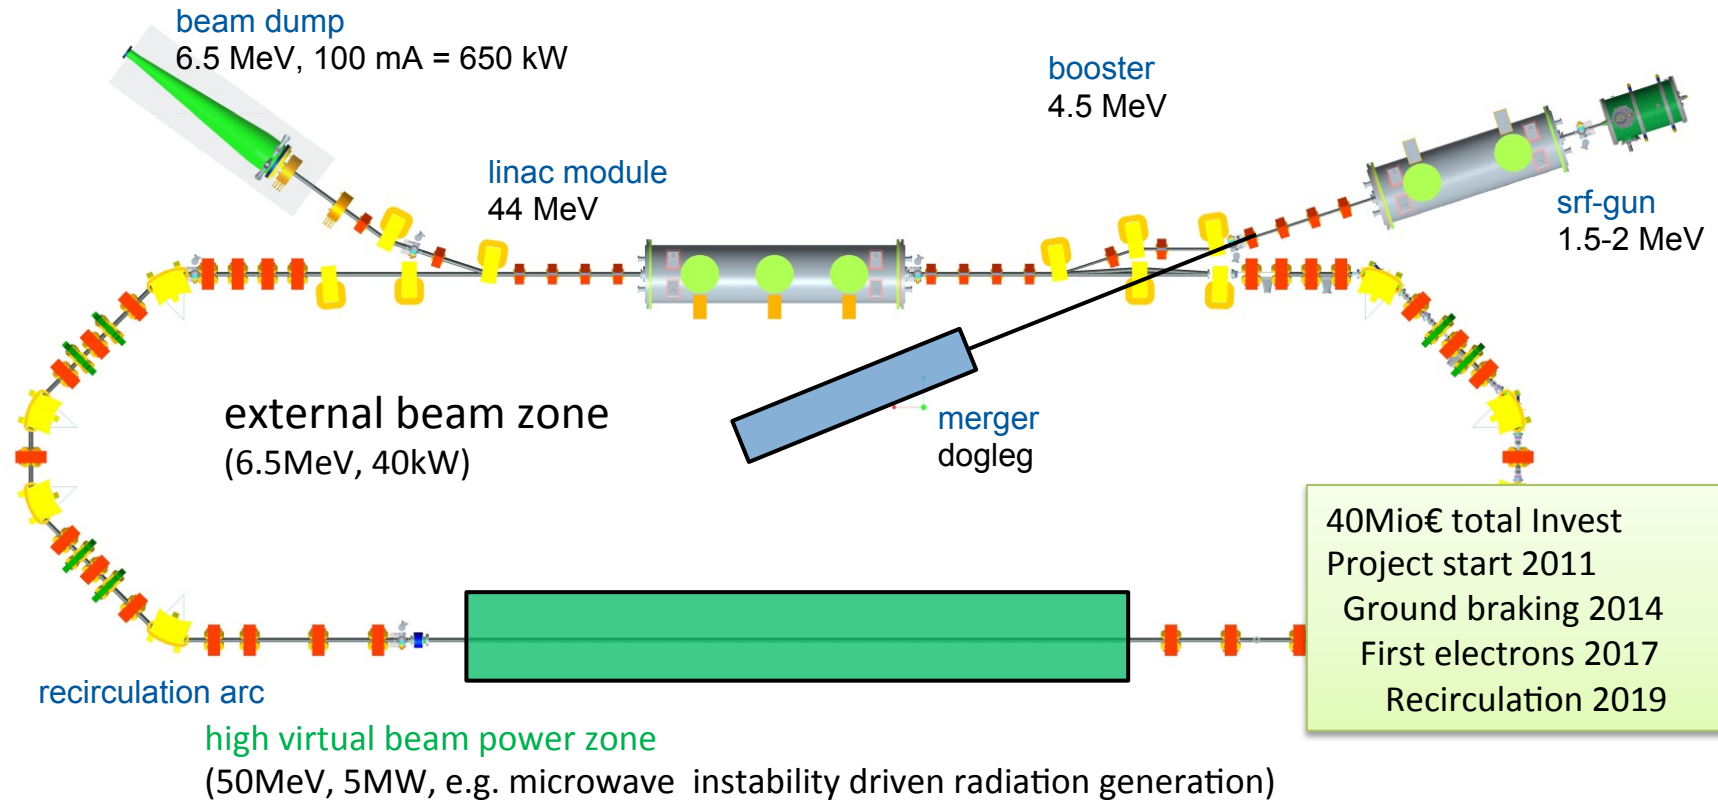 beam dump
6.5 MeV, 100 mA = 650 kW
booster
4.5 MeV
linac module
44 MeV
srf-gun
1.5-2 MeV
external beam zone
(6.5MeV, 40kW)
merger
dogleg
40Mio€ total Invest
Project start 2011
Ground braking 2014
First electrons 2017
Recirculation 2019
recirculation arc
high virtual beam power zone
(50MeV, 5MW, e.g. microwave instability driven radiation generation)